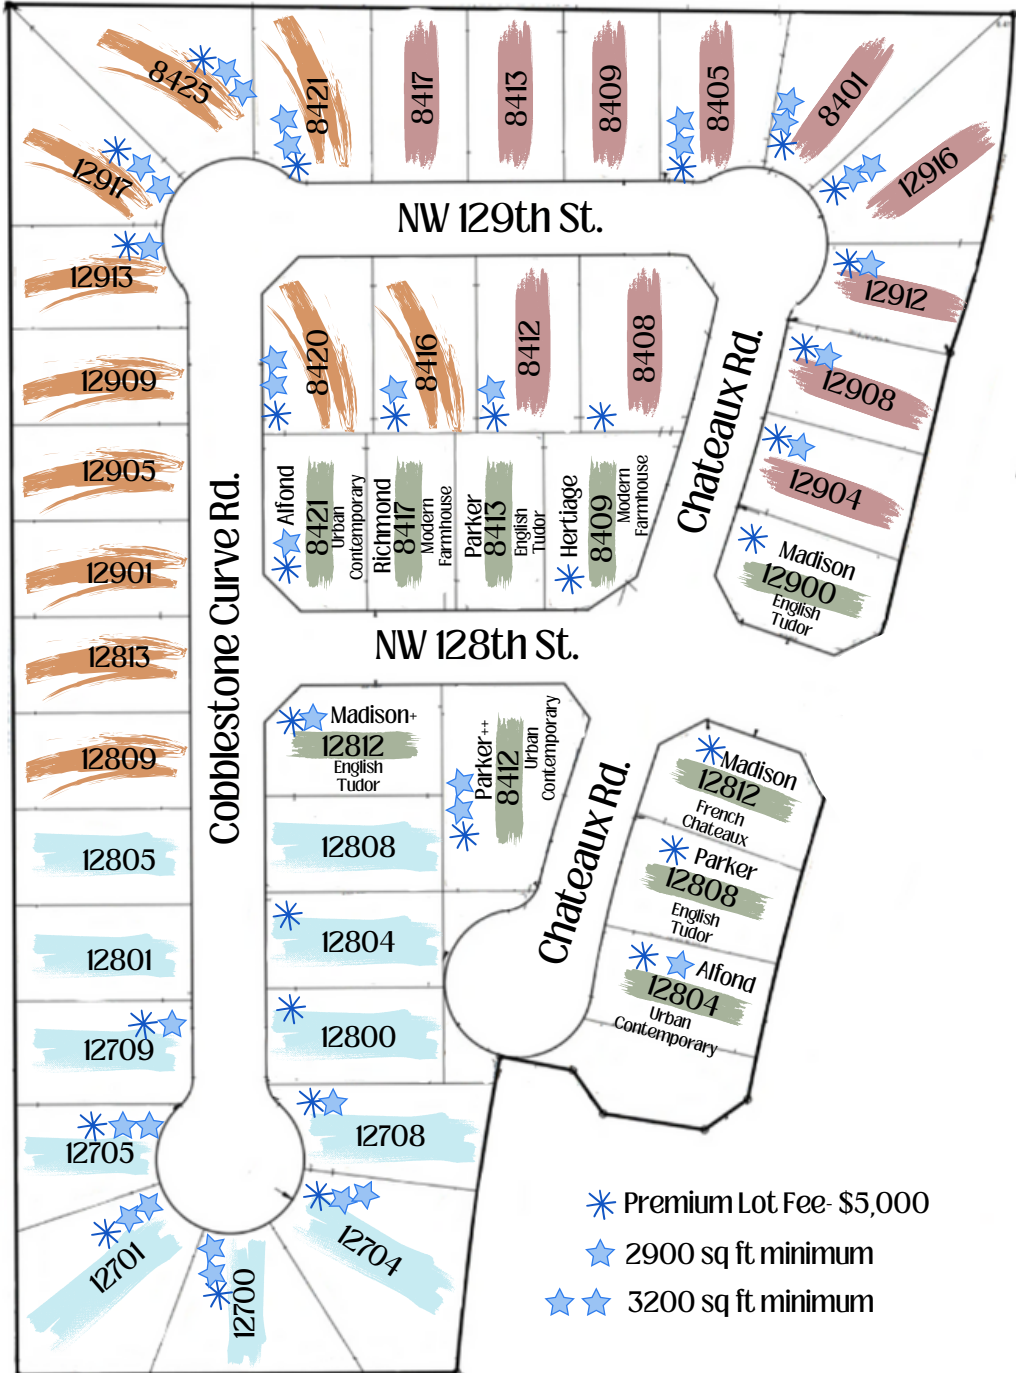 8425
8421
8417
8413
8409
8405
8401
12917
12916
NW 129th St.
12913
12912
8420
8416
8412
8408
Chateaux Rd.
12909
12908
12905
12904
Alfond
8421
Urban
Contemporary
Richmond
8417
Modern
Farmhouse
Parker
8413
English
Tudor
Hertiage
8409
Modern
Farmhouse
Madison
12900
English
Tudor
12901
Cobblestone Curve Rd.
NW 128th St.
12813
12809
Madison+
12812
English
Tudor
Parker++
8412
Urban
Contemporary
Chateaux Rd.
Madison
12812
French
Chateaux
12805
12808
Parker
12808
English
Tudor
12801
12804
Alfond
12804
Urban
Contemporary
12709
12800
12705
12708
12701
12700
12704
Premium Lot Fee- $5,000
2900 sq ft minimum
3200 sq ft minimum